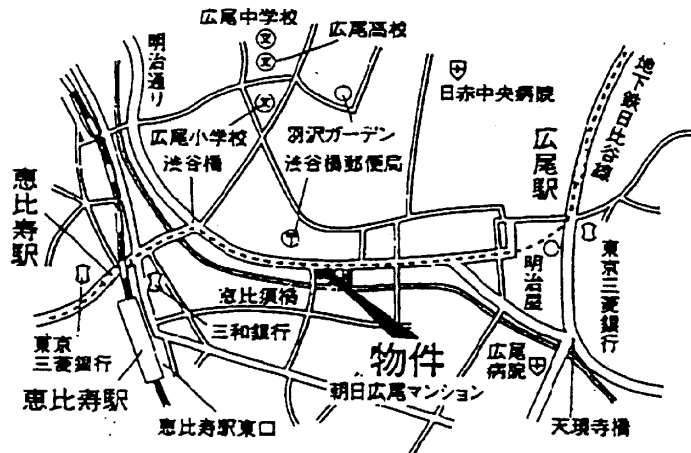 広尾中学校
広尾高校
明治通り
日赤中央病院
地下鉄日比谷線
広尾小学校
羽沢ガーデン
渋谷橋
渋谷橋郵便局
広尾駅
恵比寿駅
恵比須橋
明治屋
東京三菱銀行
三和銀行
東京
三菱銀行
物件
朝日広尾マンション
広尾
病院
恵比寿駅
恵比寿駅東口
天現寺橋